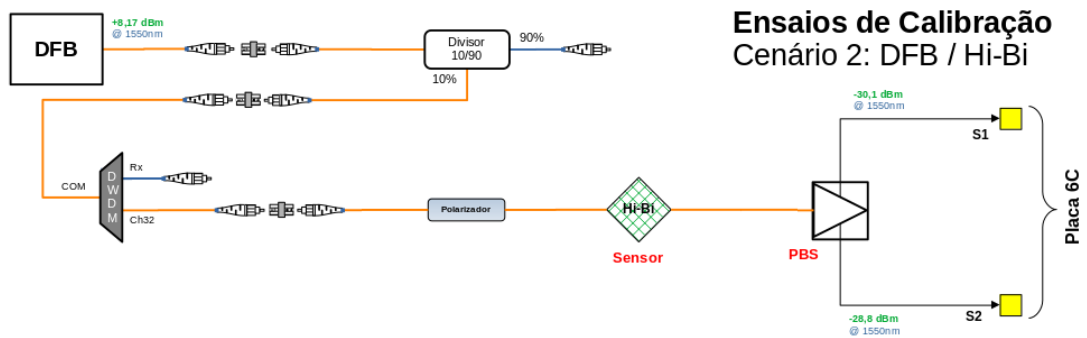 Ensaios de Calibração
Cenário 2: DFB / Hi-Bi
DFB
+8,17 dBm
@ 1550nm
Divisor
10/90
90%
10%
COM
DWDM
Rx
Ch32
Polarizador
Hi-Bi
Sensor
PBS
-30,1 dBm
@ 1550nm
S1
S2
-28,8 dBm
@ 1550nm
Placa 6C